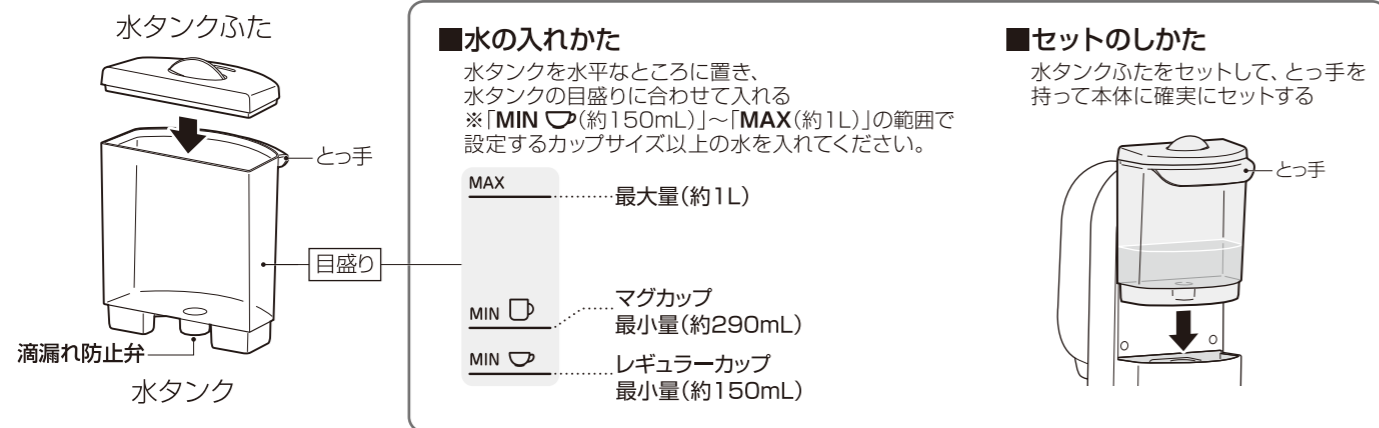 水タンクふた
とっ手
目盛り
滴漏れ防止弁
水タンク
■水の入れかた
水タンクを水平なところに置き、
水タンクの目盛りに合わせて入れる
※「MIN (約150mL)」～「MAX(約1L)」の範囲で
設定するカップサイズ以上の水を入れてください。
MAX
最大量(約1L)
MIN
マグカップ
最小量(約290mL)
MIN
レギュラーカップ
最小量(約150mL)
■セットのしかた
水タンクふたをセットして、とっ手を
持って本体に確実にセットする
とっ手